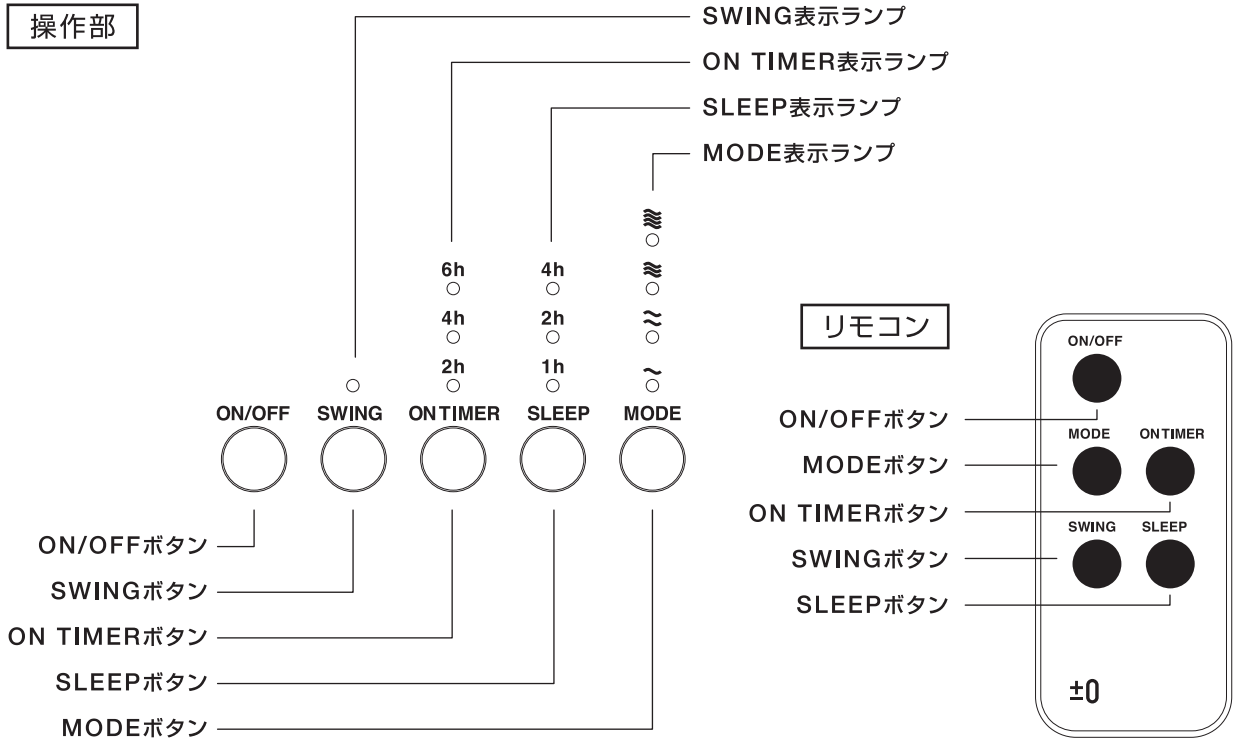 操作部
SWING表示ランプ
ON TIMER表示ランプ
SLEEP表示ランプ
MODE表示ランプ
6h 4h
4h 2h
2h 1h
ON/OFF SWING ON TIMER SLEEP MODE
ON/OFFボタン
SWINGボタン
ON TIMERボタン
SLEEPボタン
MODEボタン
リモコン
ON/OFF
MODE ON TIMER
SWING SLEEP
ON/OFFボタン
MODEボタン
ON TIMERボタン
SWINGボタン
SLEEPボタン
±0